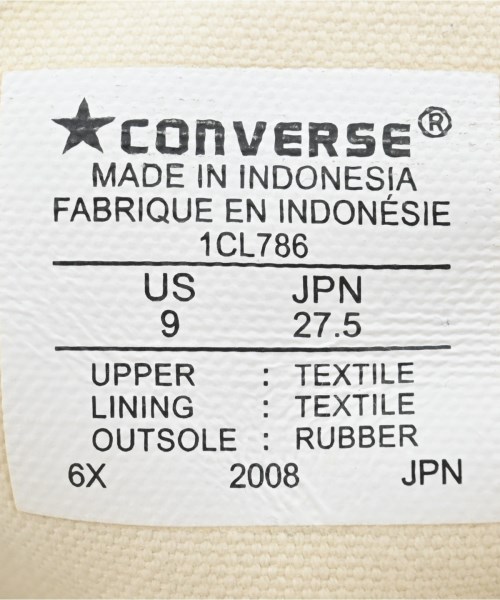 ★CONVERSE®
MADE IN INDONESIA
FABRIQUE EN INDONÉSIE
1CL786
US JPN
9 27.5
UPPER : TEXTILE
LINING : TEXTILE
OUTSOLE : RUBBER
6X 2008 JPN